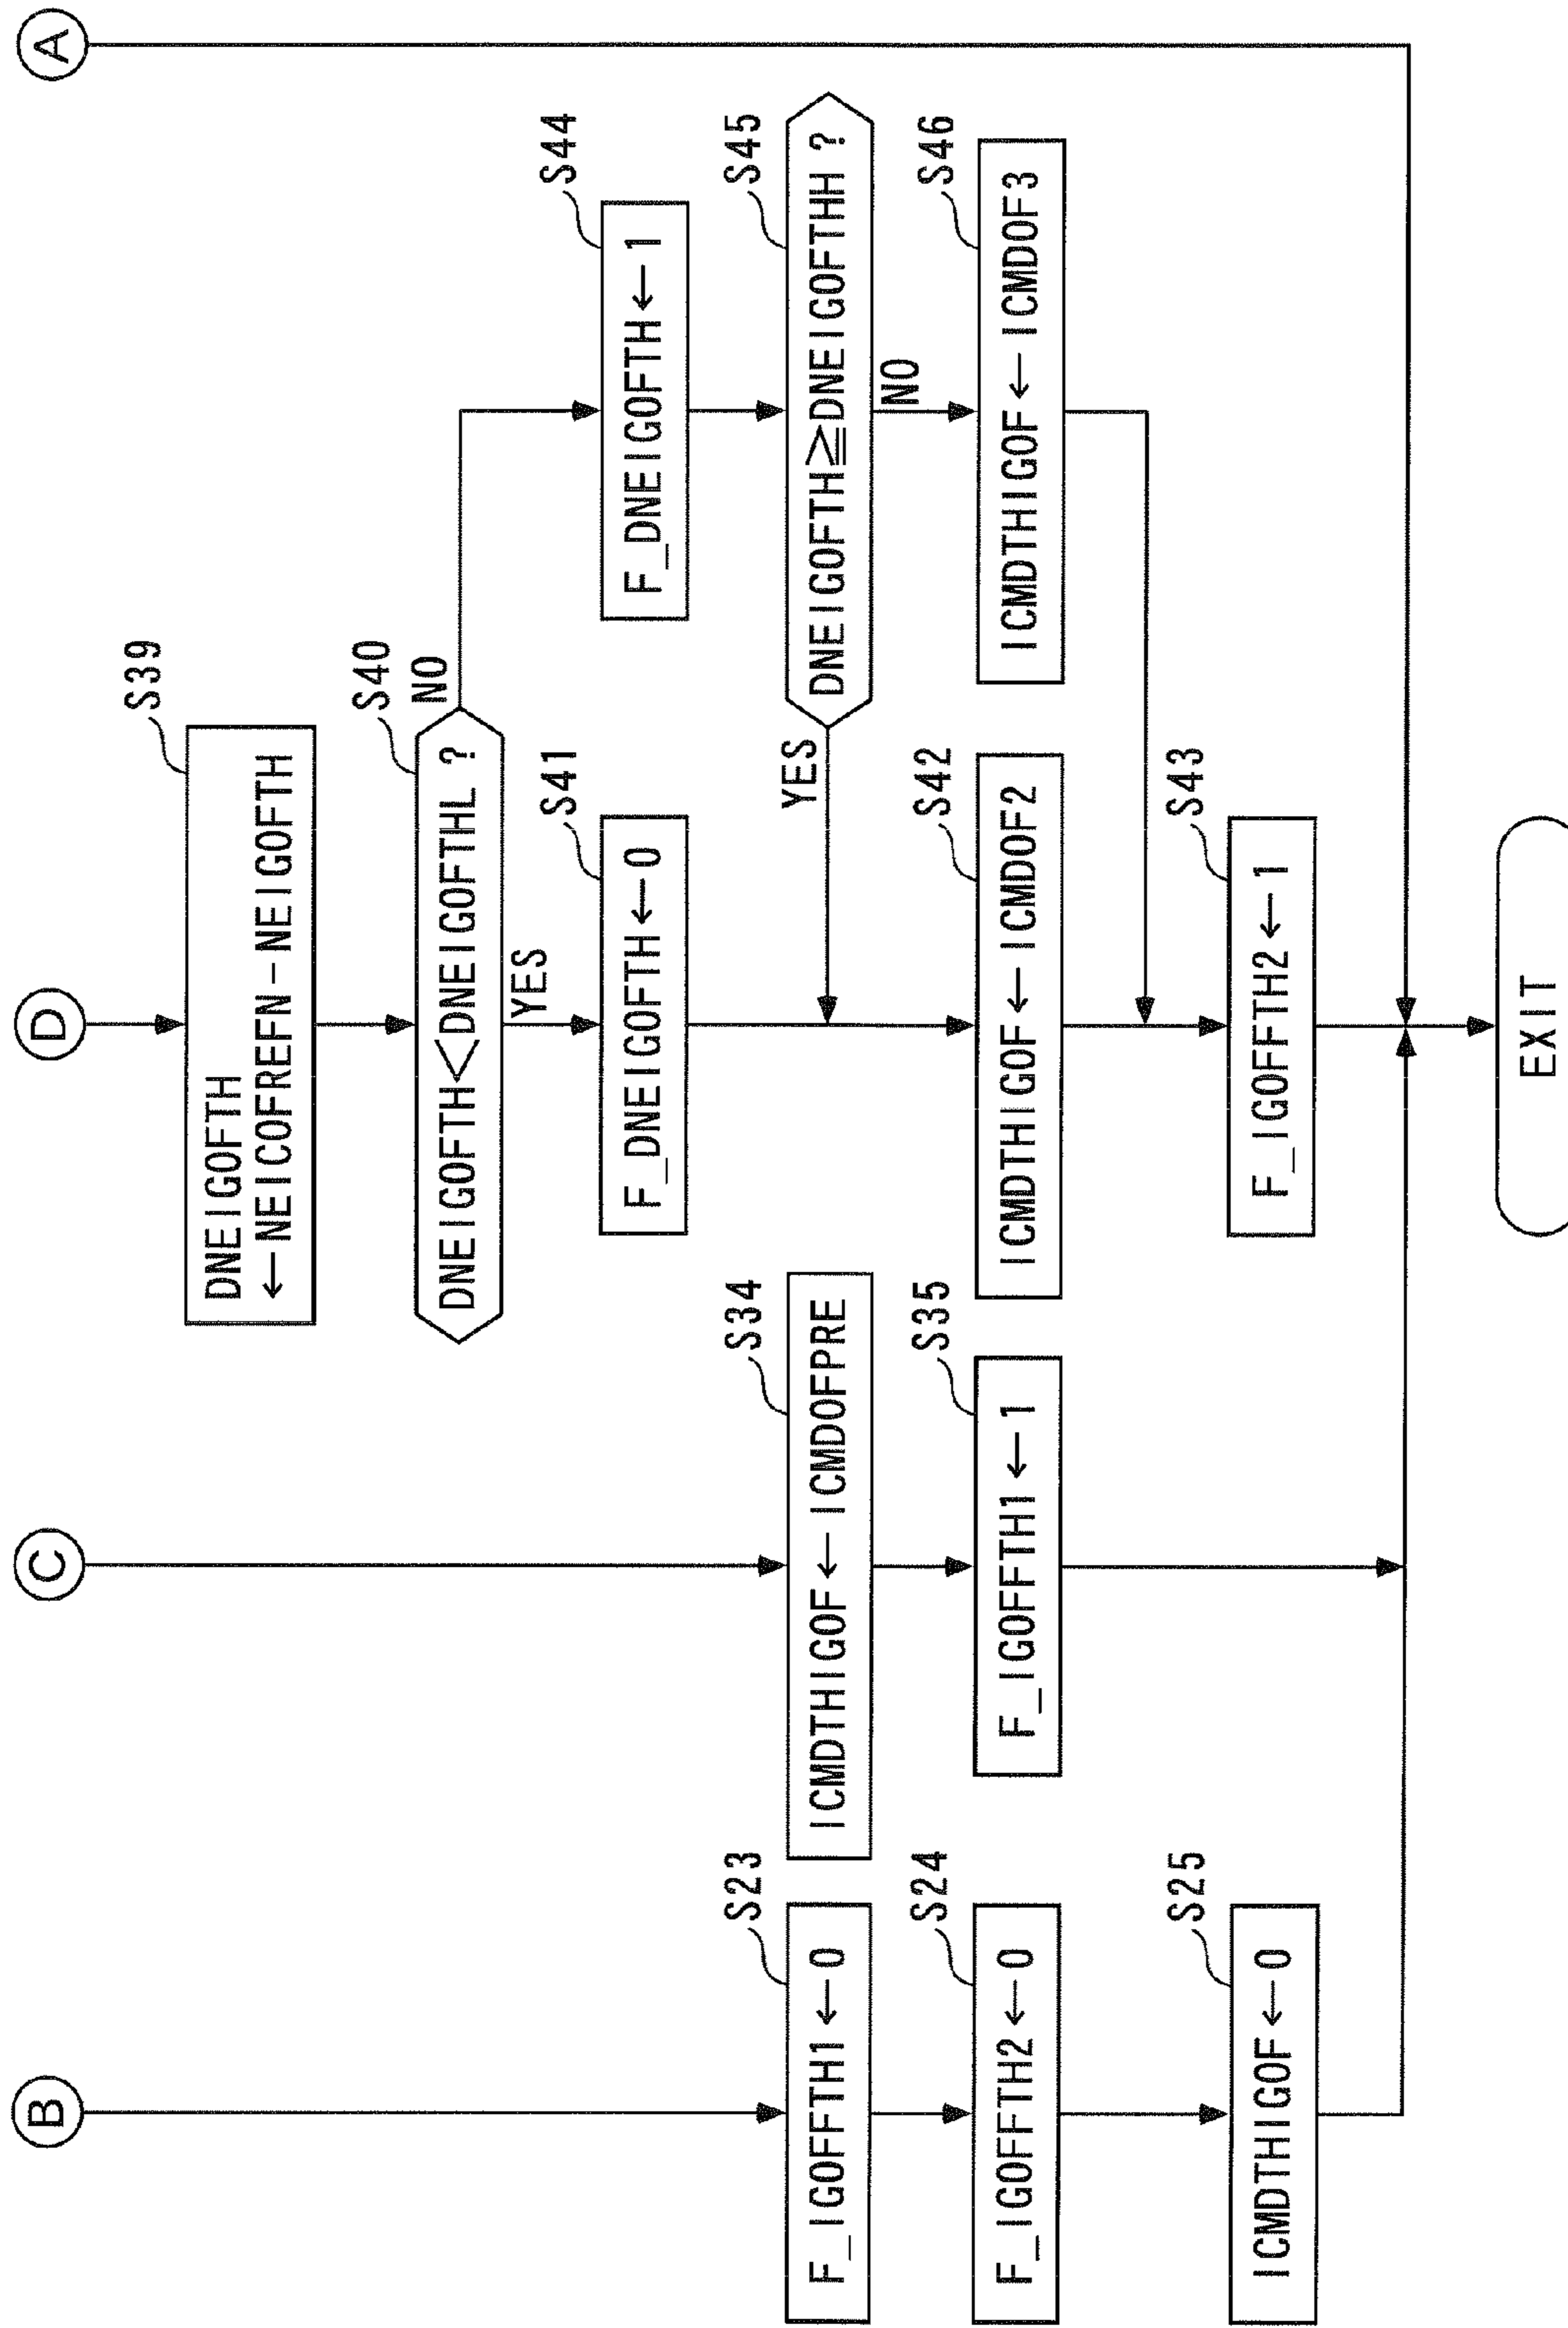 B
C
D
A
S39
DNEIGOFTH
←NEICOFREFN-NEIGOFTH
S40
DNEIGOFTH<DNEIGOFTHL ?
NO
YES
S41
F_DNEIGOFTH←0
S44
F_DNEIGOFTH←1
S23
F_IGOFFTH1←0
S34
ICMDTHIGOF←ICMDOFPRE
YES
S45
DNEIGOFTH≧DNEIGOFTHH ?
NO
S24
F_IGOFFTH2←0
S35
F_IGOFFTH1←1
S42
ICMDTHIGOF←ICMDOF2
S46
ICMDTHIGOF←ICMDOF3
S25
ICMDTHIGOF←0
S43
F_IGOFFTH2←1
EXIT